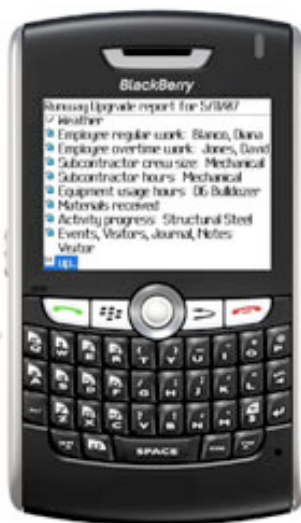 BlackBerry
Runway Upgrade report for 5/11/07
Weather
Employee regular work: Blanco, Diana
Employee overtime work: Jones, David
Subcontractor crew size: Mechanical
Subcontractor hours: Mechanical
Equipment usage hours: D6 Bulldozer
Materials received
Activity progress: Structural Steel
Events, Visitors, Journal, Notes
Visitor
up..
Q W E R T Y U I O P
A S D F G H J K L
Z X C V B N M $
SPACE